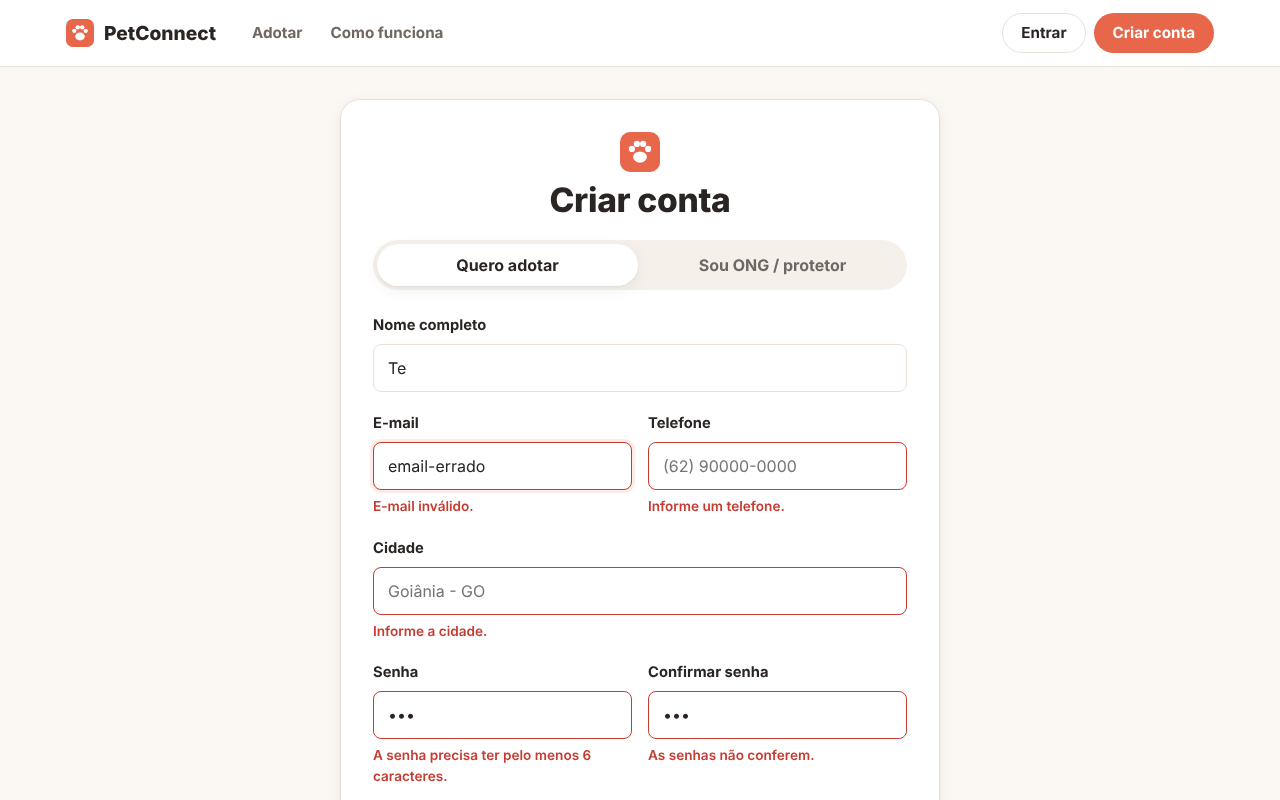 PetConnect Adotar Como funciona Entrar Criar conta
Criar conta
Quero adotar Sou ONG / protetor
Nome completo
Te
E-mail Telefone
email-errado (62) 90000-0000
E-mail inválido. Informe um telefone.
Cidade
Goiânia - GO
Informe a cidade.
Senha Confirmar senha
••• •••
A senha precisa ter pelo menos 6 As senhas não conferem.
caracteres.